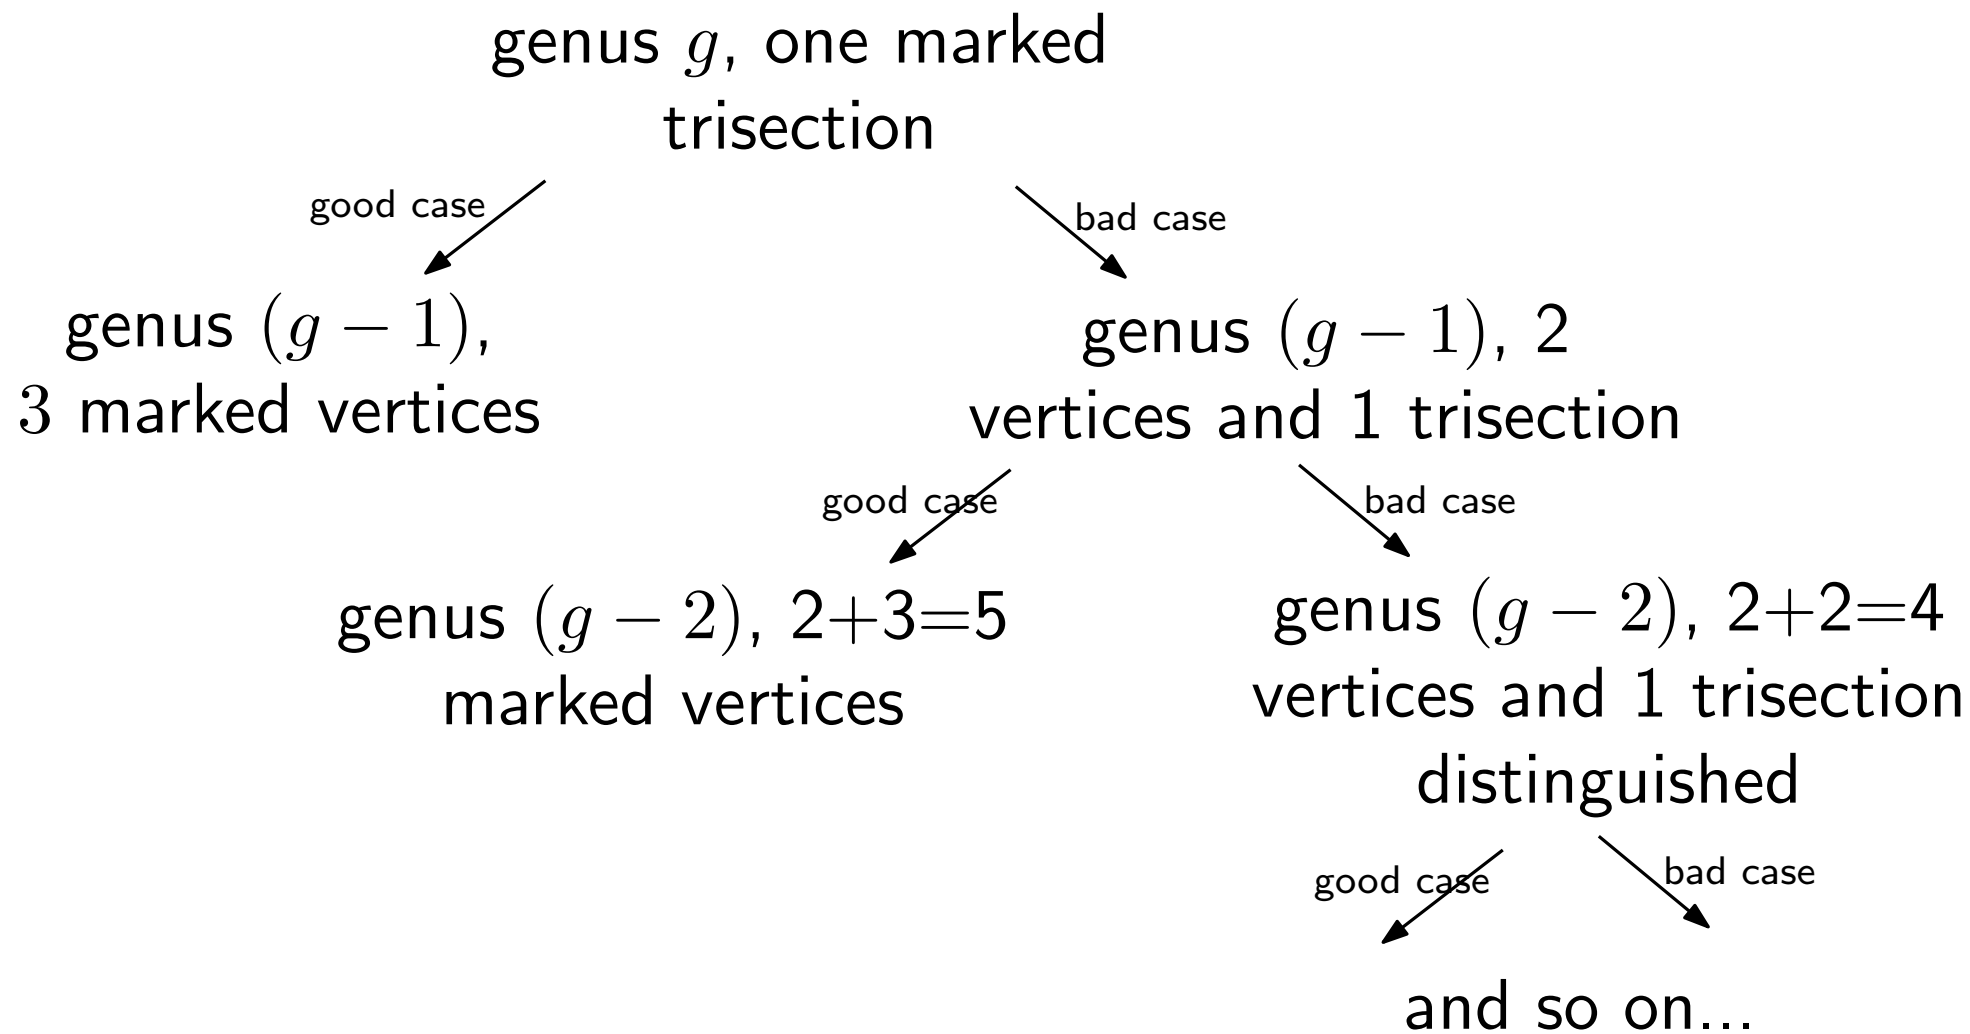 genus g, one marked
trisection
good case
bad case
genus (g − 1),
3 marked vertices
genus (g − 1), 2
vertices and 1 trisection
good case
bad case
genus (g − 2), 2+3=5
marked vertices
genus (g − 2), 2+2=4
vertices and 1 trisection
distinguished
good case
bad case
and so on...